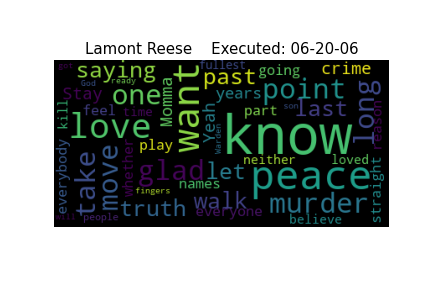 Lamont Reese    Executed: 06-20-06
got
saying
fullest
ready
God
going
crime
Stay
one
Momma
want
past
years
point
long
kill
feel
time
Yeah
part
last
reason
love
son
Warden
know
everybody
take
move
whether
play
neither
loved
glad
let
peace
straight
fingers
names
walk
truth
everyone
murder
believe
will
people